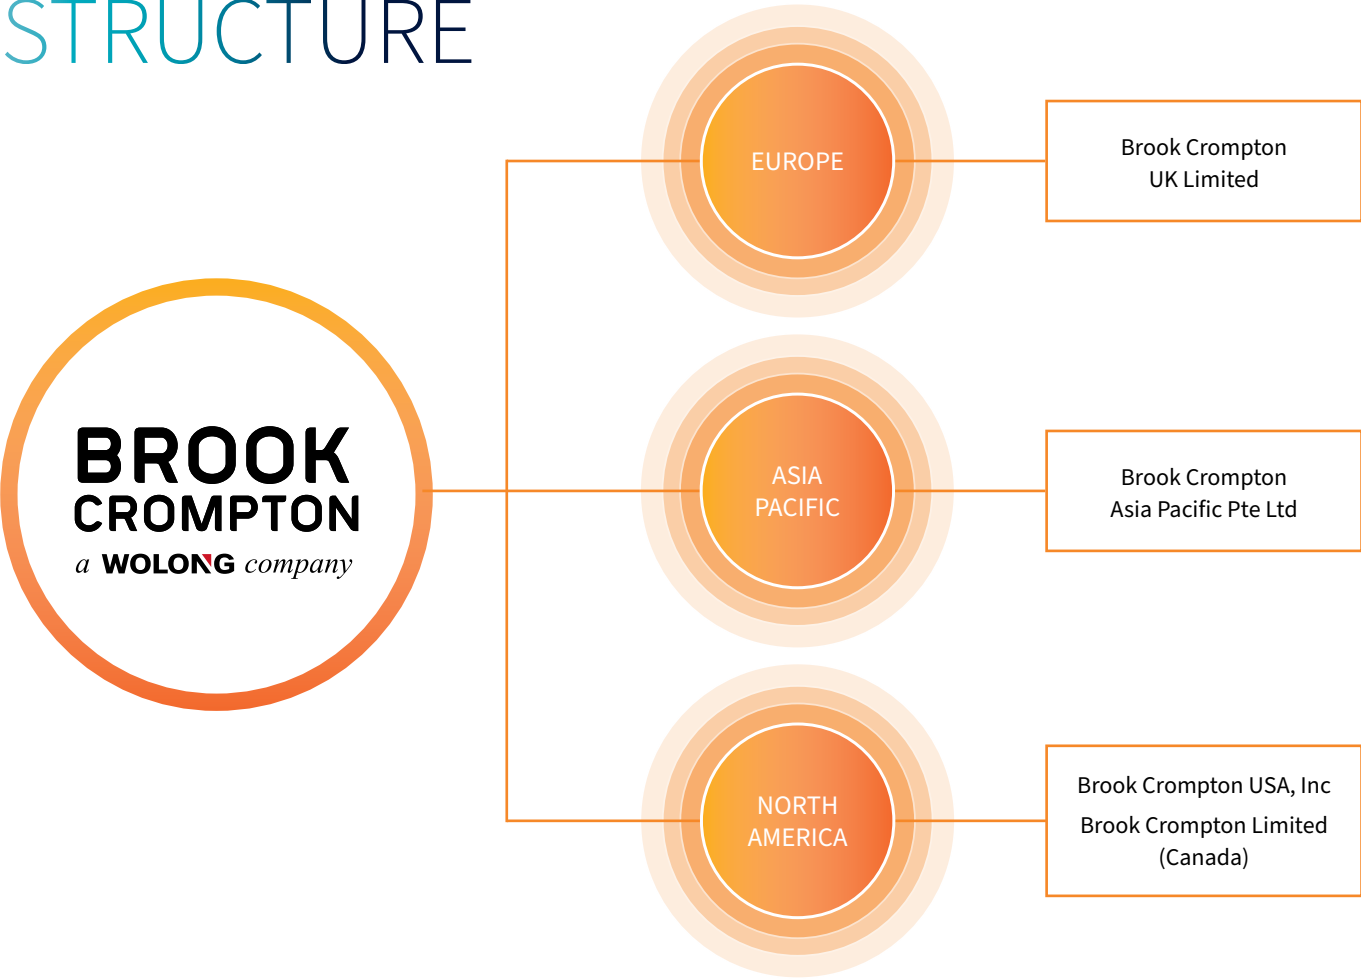 STRUCTURE
BROOK
CROMPTON
a WOLONG company
EUROPE
Brook Crompton
UK Limited
ASIA
PACIFIC
Brook Crompton
Asia Pacific Pte Ltd
NORTH
AMERICA
Brook Crompton USA, Inc
Brook Crompton Limited
(Canada)